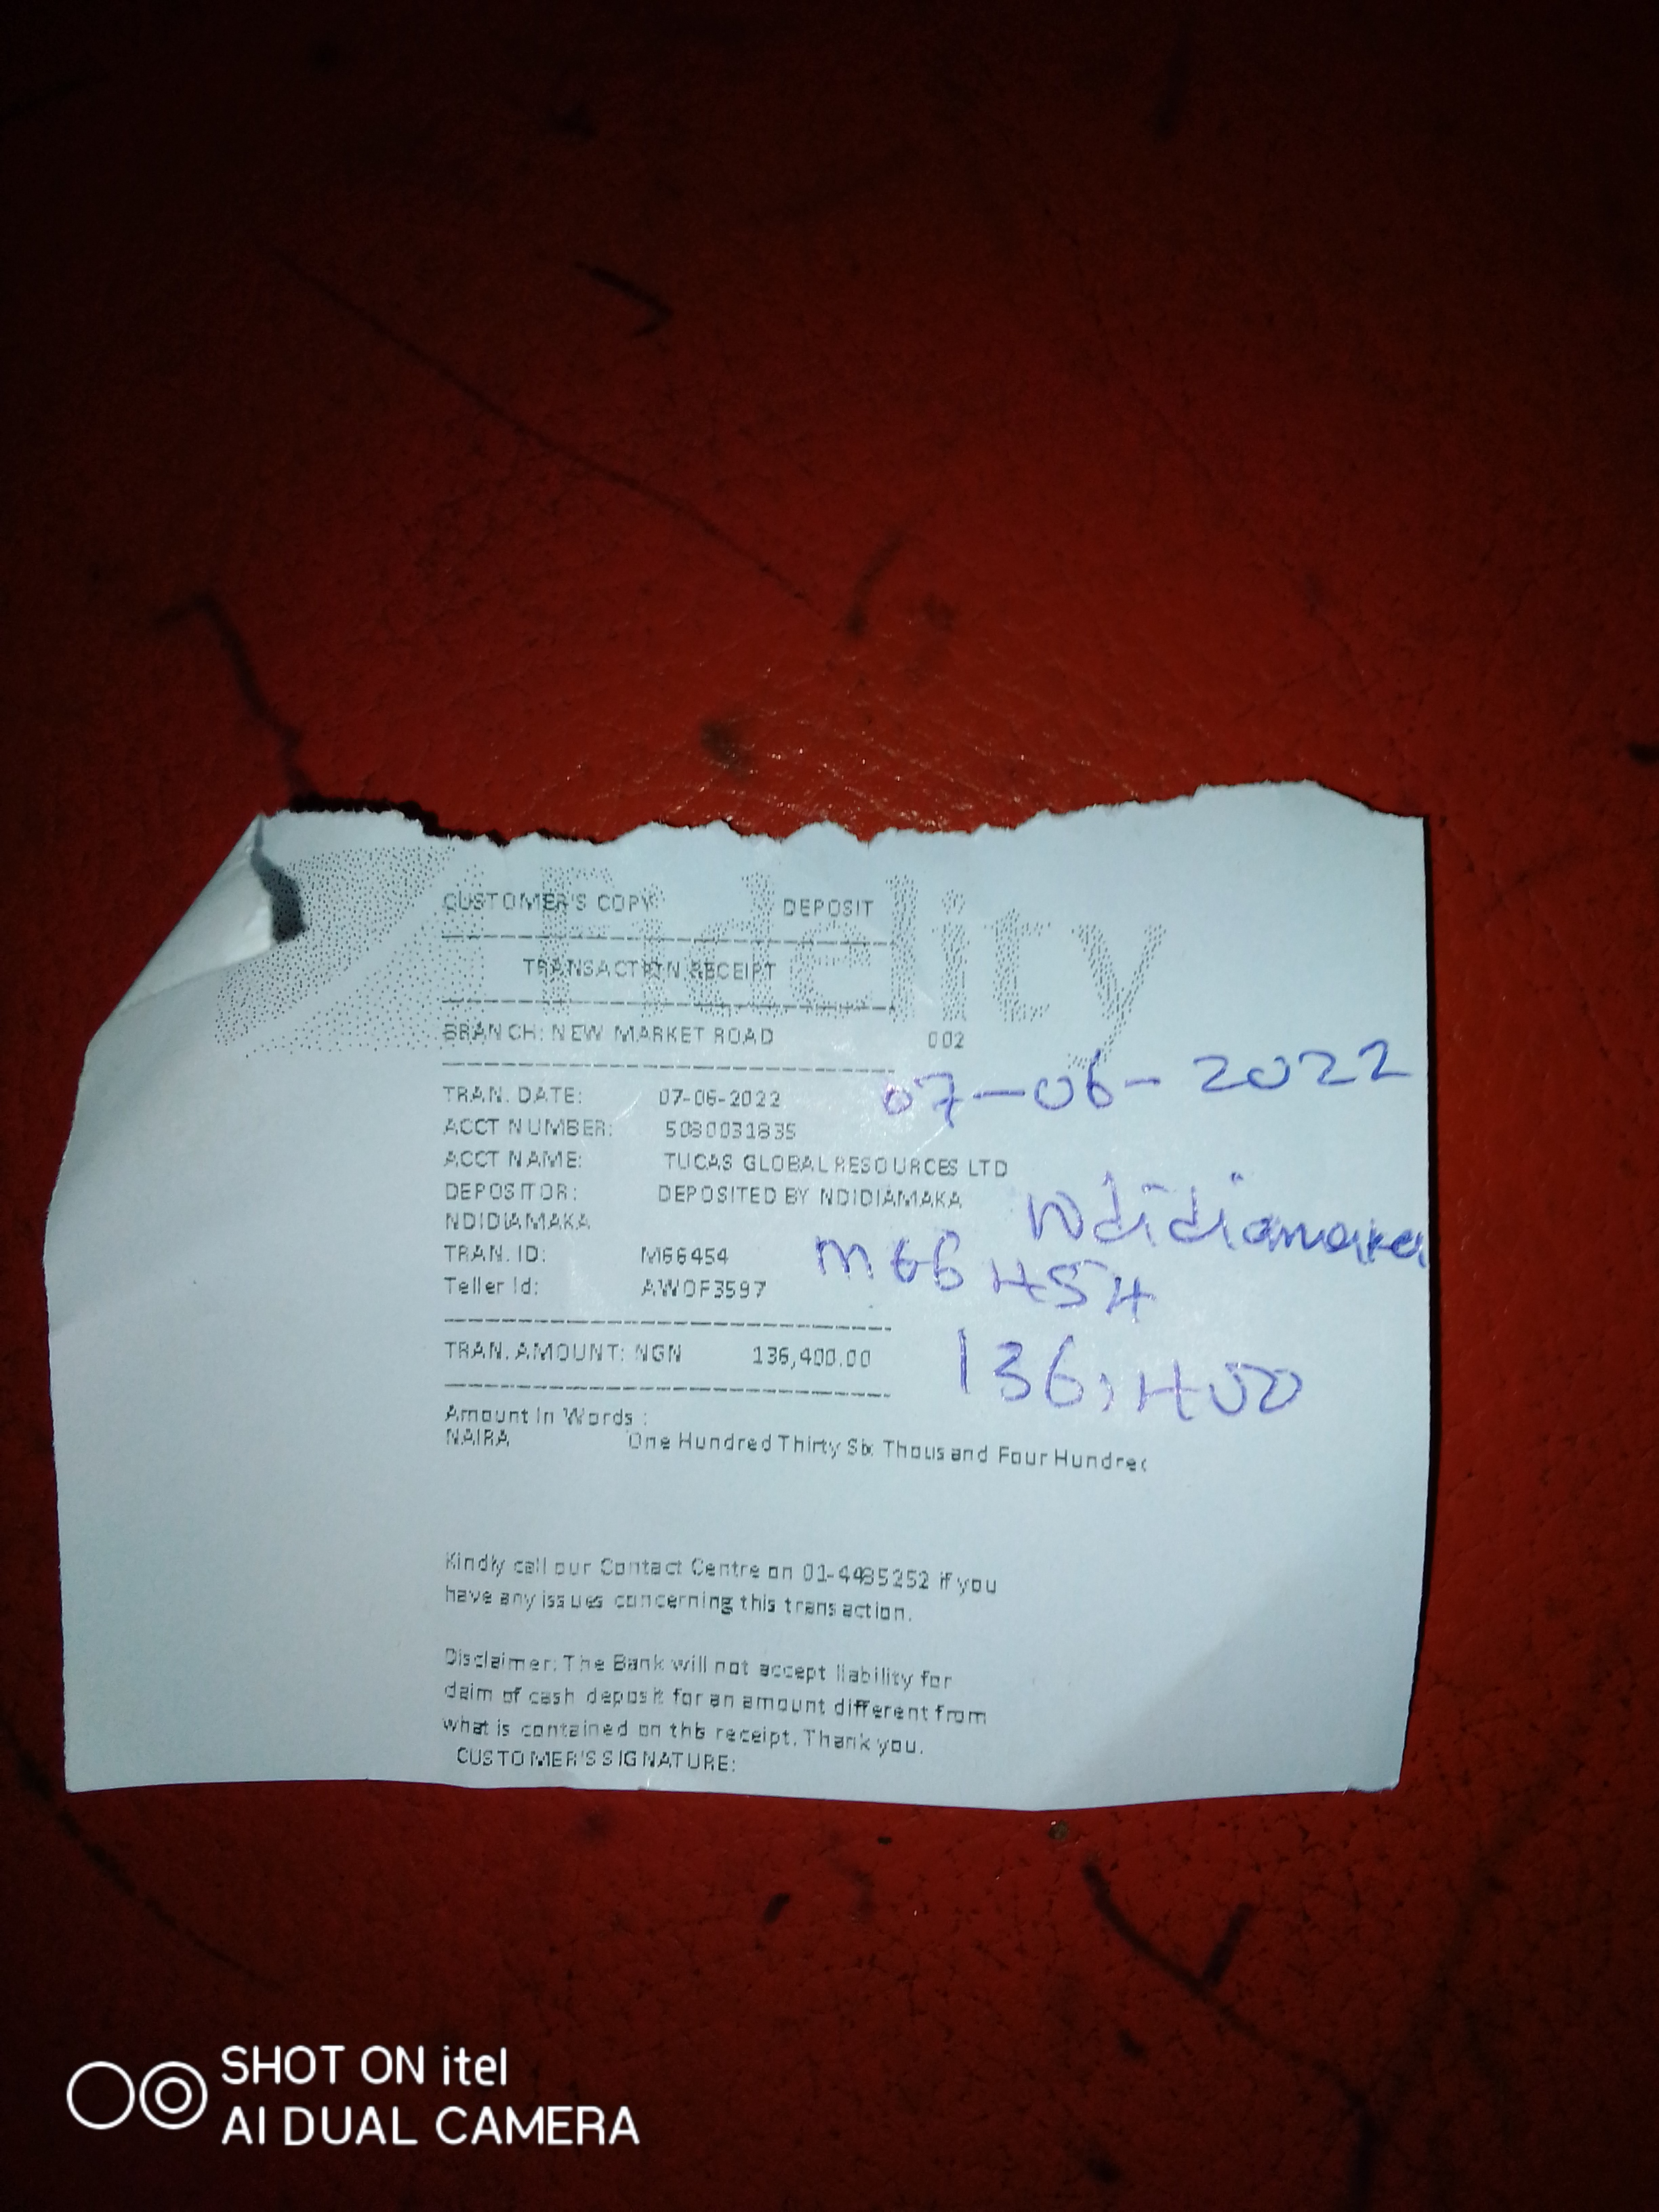 Fidelity
CUSTOMER'S COPY DEPOSIT
TRANSACTION RECEIPT
BRANCH: NEW MARKET ROAD 002
TRAN. DATE: 07-06-2022 07-06-2022
ACCT NUMBER: 5080031835
ACCT NAME: TUCAS GLOBAL RESOURCES LTD
DEPOSITOR: DEPOSITED BY NDIDIAMAKA Ndidiamaka
NDIDIAMAKA
TRAN. ID: M66454 M66454
Teller Id: AWOF3597
TRAN. AMOUNT: NGN 136,400.00 136,400
Amount In Words :
NAIRA One Hundred Thirty Six Thousand Four Hundred
Kindly call our Contact Centre on 01-4485252 if you
have any issues concerning this transaction.
Disclaimer: The Bank will not accept liability for
claim of cash deposit for an amount different from
what is contained on this receipt. Thank you.
CUSTOMER'S SIGNATURE:
SHOT ON itel
AI DUAL CAMERA